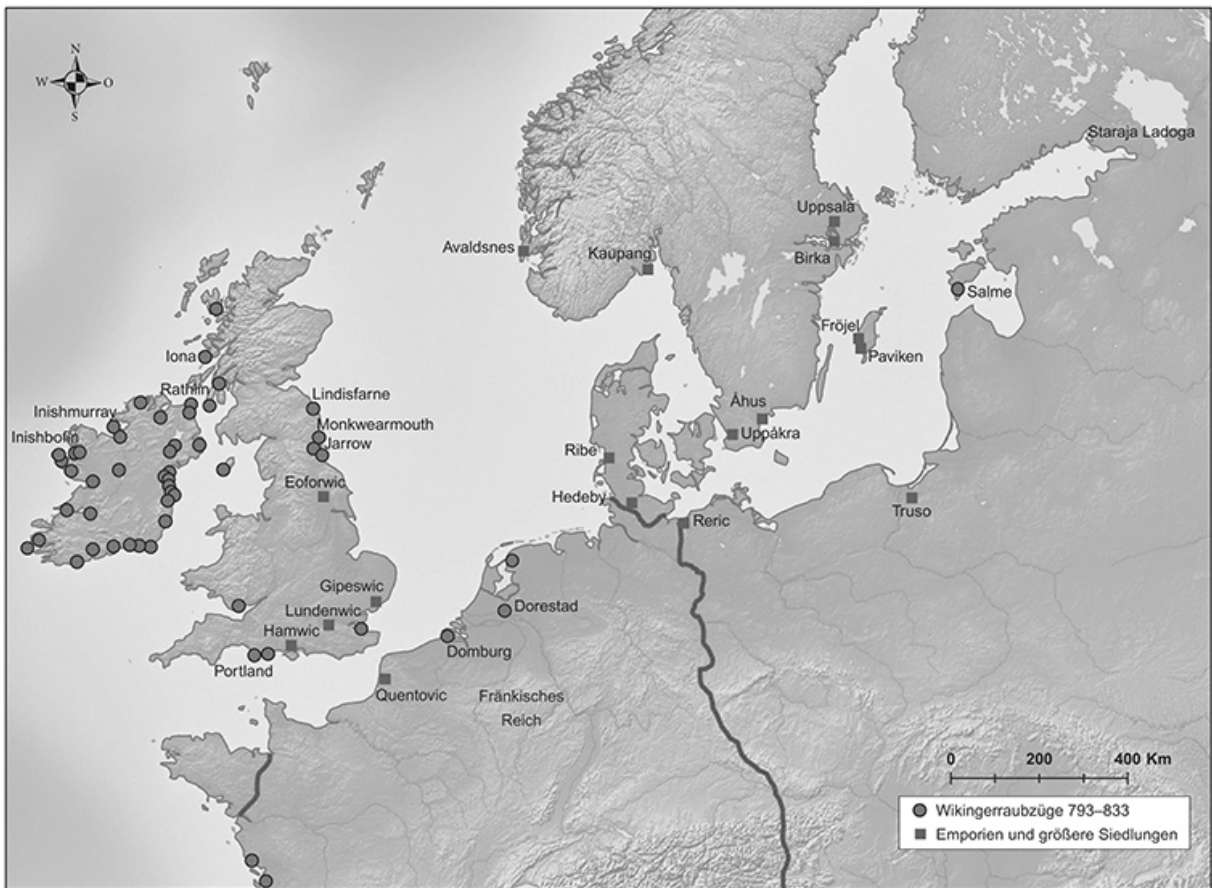 N
W O
S
Staraja Ladoga
Uppsala
Avaldsnes
Kaupang
Birka
Salme
Fröjel
Paviken
Iona
Rathlin
Lindisfarne
Inishmurray
Monkwearmouth
Jarrow
Inishbofin
Åhus
Uppåkra
Ribe
Eoforwic
Hedeby
Truso
Reric
Gipeswic
Dorestad
Lundenwic
Hamwic
Domburg
Portland
Quentovic
Fränkisches
Reich
0 200 400 Km
Wikingerraubzüge 793–833
Emporien und größere Siedlungen